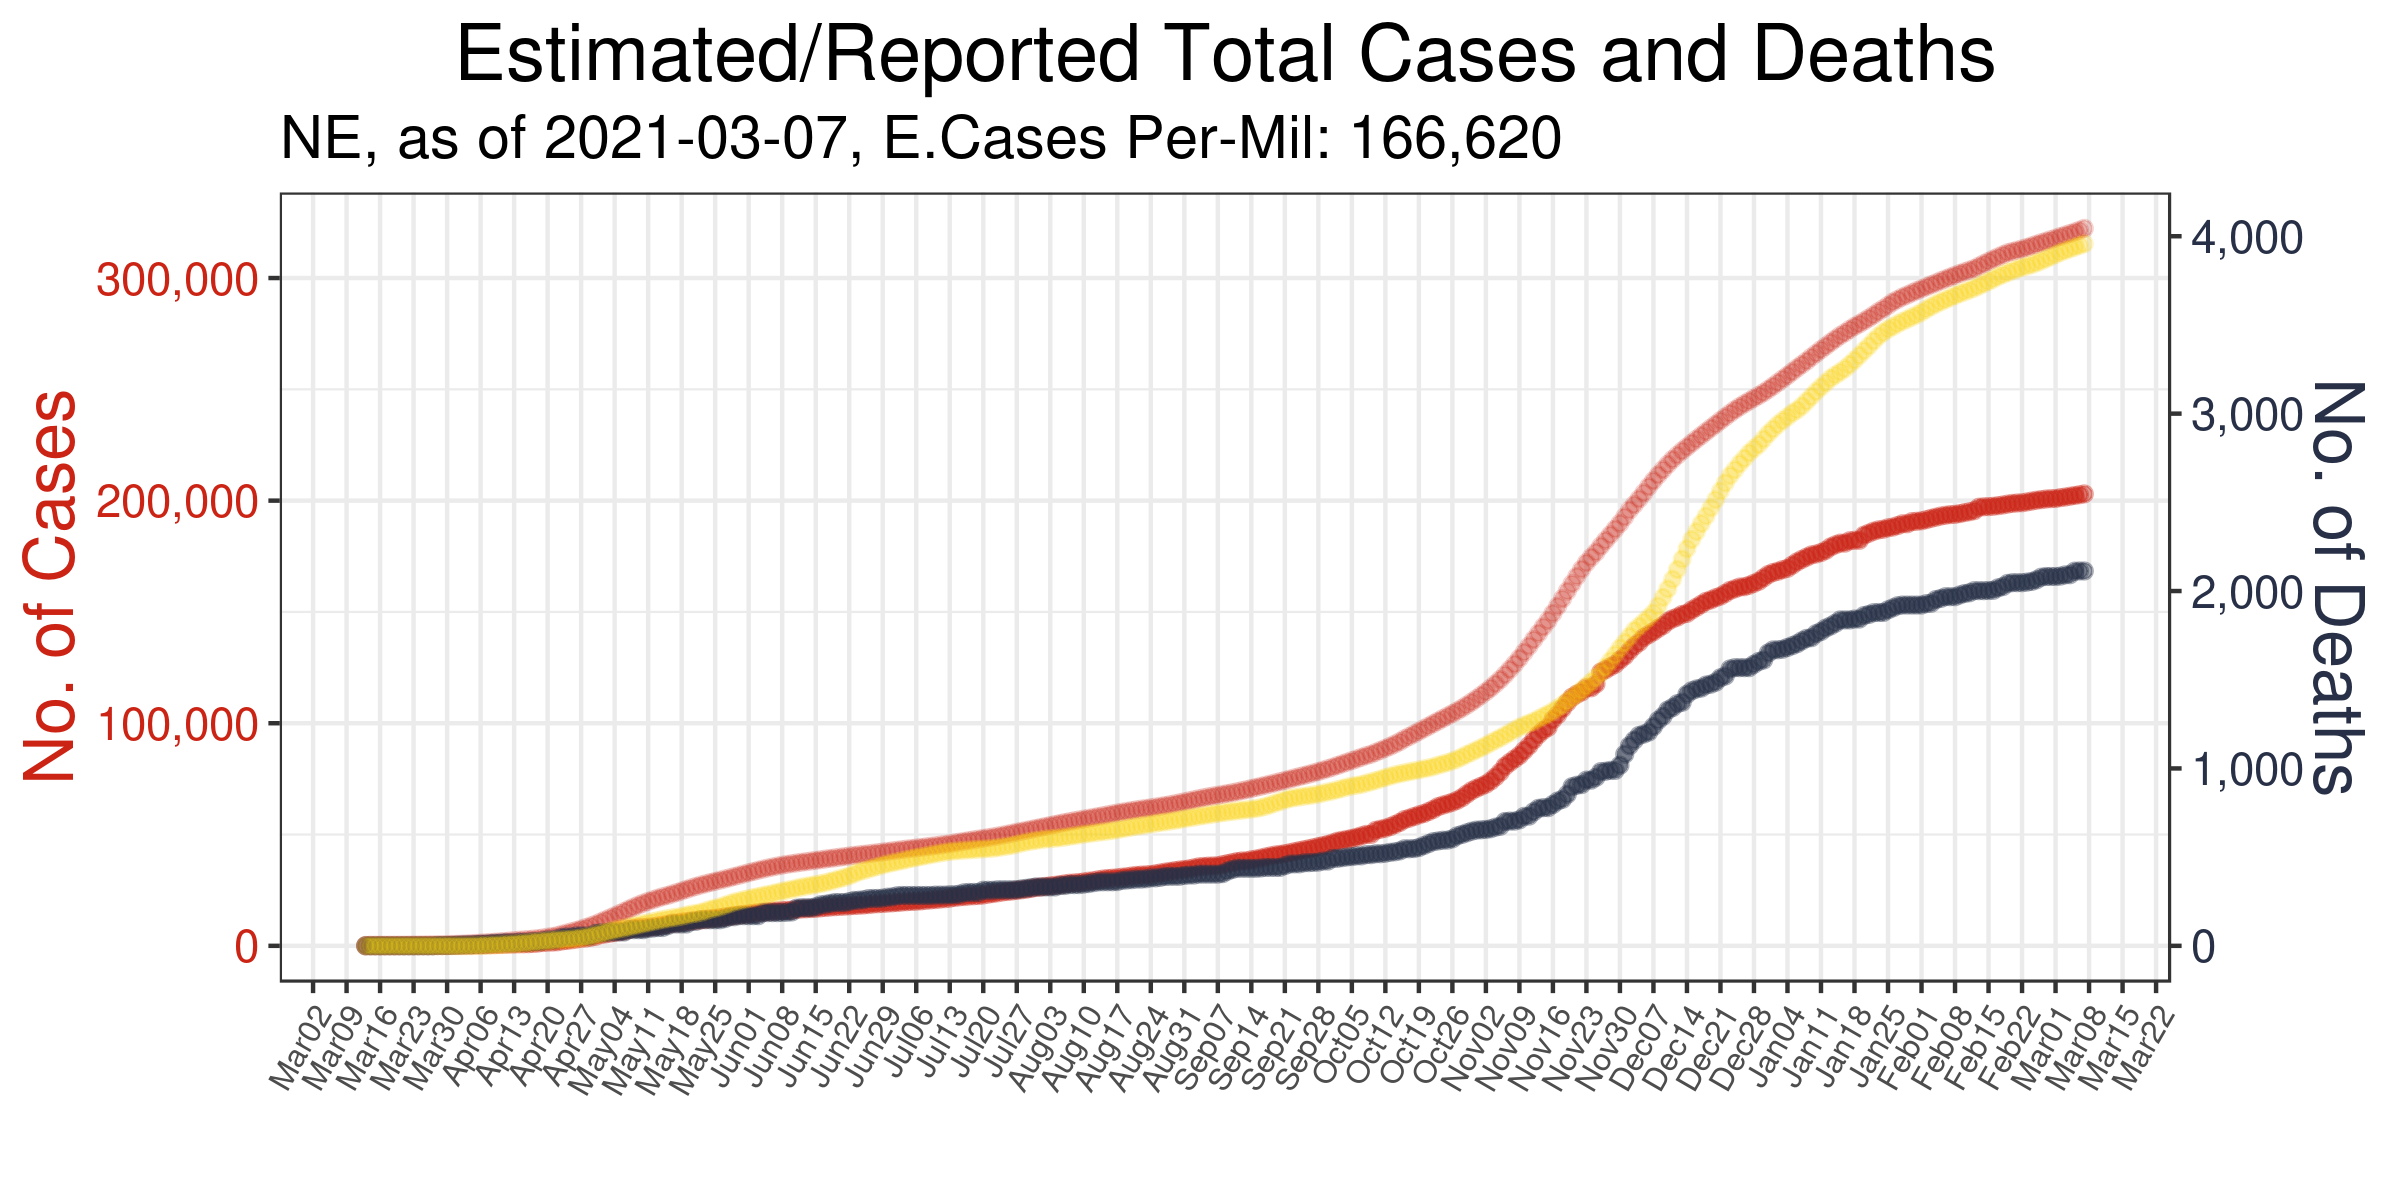 Estimated/Reported Total Cases and Deaths
NE, as of 2021-03-07, E.Cases Per-Mil: 166,620
No. of Cases
300,000
200,000
100,000
0
4,000
3,000
2,000
1,000
0
No. of Deaths
Mar02
Mar09
Mar16
Mar23
Mar30
Apr06
Apr13
Apr20
Apr27
May04
May11
May18
May25
Jun01
Jun08
Jun15
Jun22
Jun29
Jul06
Jul13
Jul20
Jul27
Aug03
Aug10
Aug17
Aug24
Aug31
Sep07
Sep14
Sep21
Sep28
Oct05
Oct12
Oct19
Oct26
Nov02
Nov09
Nov16
Nov23
Nov30
Dec07
Dec14
Dec21
Dec28
Jan04
Jan11
Jan18
Jan25
Feb01
Feb08
Feb15
Feb22
Mar01
Mar08
Mar15
Mar22